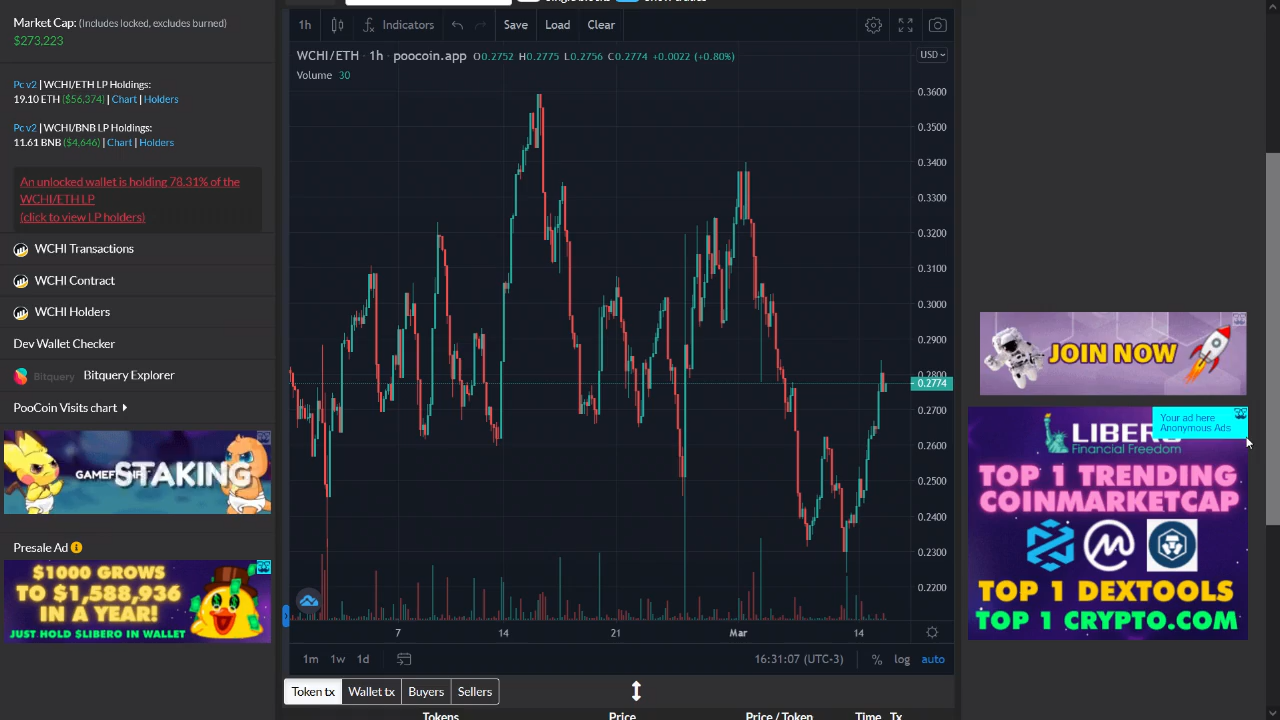 Market Cap: (Includes locked, excludes burned)
$273,223
Pc v2 | WCHI/ETH LP Holdings:
19.10 ETH ($56,374) | Chart | Holders
Pc v2 | WCHI/BNB LP Holdings:
11.61 BNB ($4,646) | Chart | Holders
An unlocked wallet is holding 78.31% of the
WCHI/ETH LP
(click to view LP holders)
WCHI Transactions
WCHI Contract
WCHI Holders
Dev Wallet Checker
Bitquery Bitquery Explorer
PooCoin Visits chart
STAKING
Presale Ad
$1000 GROWS
TO $1,588,936
IN A YEAR!
JUST HOLD $LIBERO IN WALLET
1h Indicators Save Load Clear
WCHI/ETH · 1h · poocoin.app O0.2752 H0.2775 L0.2756 C0.2774 +0.0022 (+0.80%)
Volume 30
USD
0.3600
0.3500
0.3400
0.3300
0.3200
0.3100
0.3000
0.2900
0.2800
0.2774
0.2700
0.2600
0.2500
0.2400
0.2300
0.2200
7 14 21 Mar 14
1m 1w 1d 16:31:07 (UTC-3) % log auto
Token tx Wallet tx Buyers Sellers
Tokens Price Price / Token Time Tx
JOIN NOW
Your ad here
Anonymous Ads
LIBER
Financial Freedom
TOP 1 TRENDING
COINMARKETCAP
TOP 1 DEXTOOLS
TOP 1 CRYPTO.COM